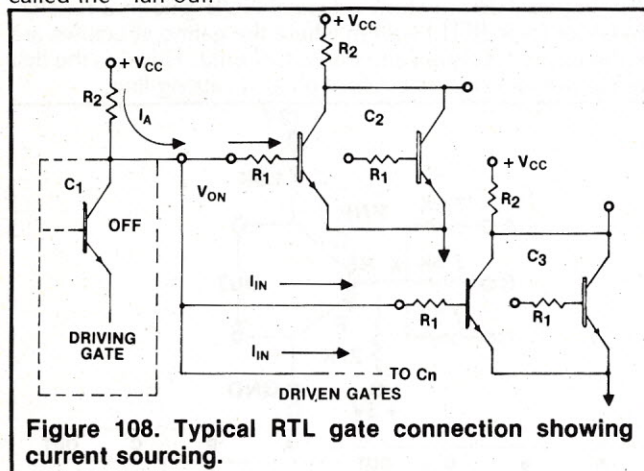 called the "fan out."
+ VCC
R2
+ VCC
R2
IA
C2
R1
R1
VON
C1
OFF
+ VCC
R2
C3
IIN
R1
R1
IIN
DRIVING
GATE
TO Cn
DRIVEN GATES
Figure 108. Typical RTL gate connection showing
current sourcing.